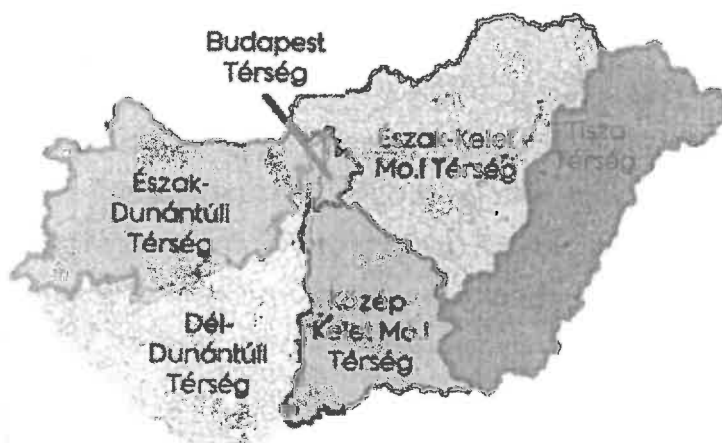 Budapest
Térség
Észak-Kelet
Mo.i Térség
Tisza
Térség
Észak-
Dunántúli
Térség
Közép-
Kelet Mo.i
Térség
Dél-
Dunántúli
Térség